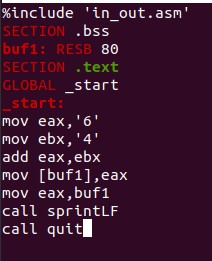 %include 'in_out.asm'
SECTION .bss
buf1: RESB 80
SECTION .text
GLOBAL _start
_start:
mov eax,'6'
mov ebx,'4'
add eax,ebx
mov [buf1],eax
mov eax,buf1
call sprintLF
call quit